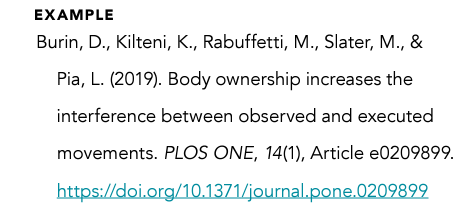 EXAMPLE
Burin, D., Kilteni, K., Rabuffetti, M., Slater, M., &
Pia, L. (2019). Body ownership increases the
interference between observed and executed
movements. PLOS ONE, 14(1), Article e0209899.
https://doi.org/10.1371/journal.pone.0209899